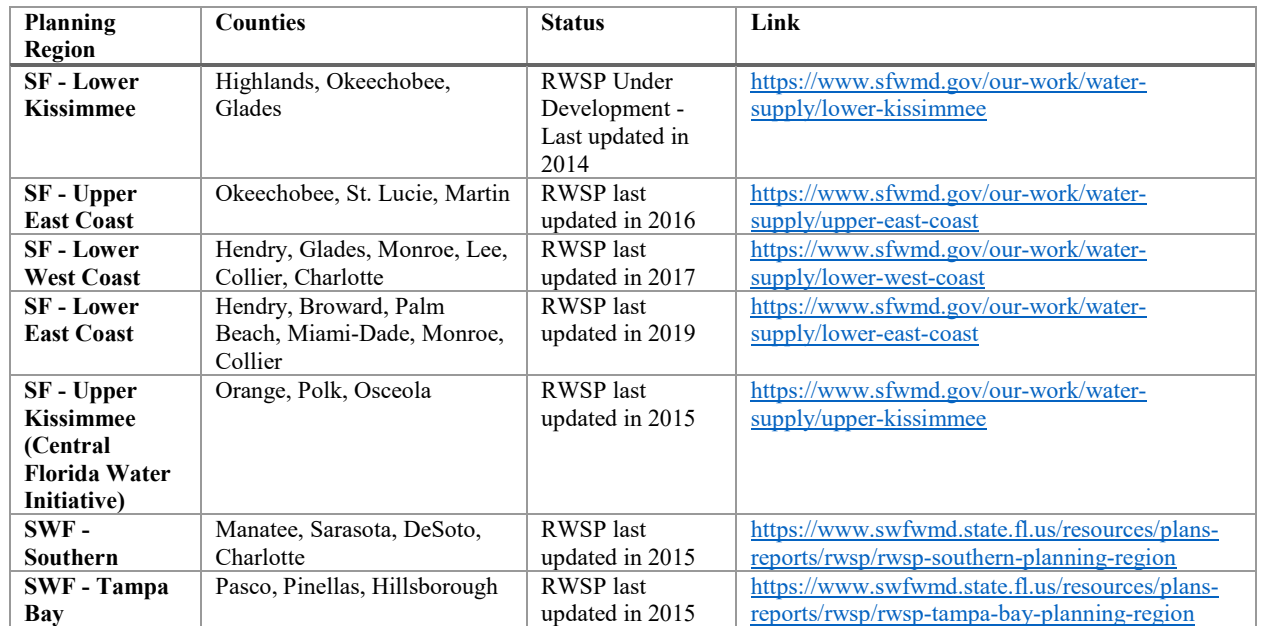 Planning Region
Counties
Status
Link
SF - Lower
Kissimmee
Highlands, Okeechobee,
Glades
RWSP Under
Development -
Last updated in
2014
https://www.sfwmd.gov/our-work/water-
supply/lower-kissimmee
SF - Upper
East Coast
Okeechobee, St. Lucie, Martin
RWSP last
updated in 2016
https://www.sfwmd.gov/our-work/water-
supply/upper-east-coast
SF - Lower
West Coast
Hendry, Glades, Monroe, Lee,
Collier, Charlotte
RWSP last
updated in 2017
https://www.sfwmd.gov/our-work/water-
supply/lower-west-coast
SF - Lower
East Coast
Hendry, Broward, Palm
Beach, Miami-Dade, Monroe,
Collier
RWSP last
updated in 2019
https://www.sfwmd.gov/our-work/water-
supply/lower-east-coast
SF - Upper
Kissimmee
(Central
Florida Water
Initiative)
Orange, Polk, Osceola
RWSP last
updated in 2015
https://www.sfwmd.gov/our-work/water-
supply/upper-kissimmee
SWF -
Southern
Manatee, Sarasota, DeSoto,
Charlotte
RWSP last
updated in 2015
https://www.swfwmd.state.fl.us/resources/plans-
reports/rwsp/rwsp-southern-planning-region
SWF - Tampa
Bay
Pasco, Pinellas, Hillsborough
RWSP last
updated in 2015
https://www.swfwmd.state.fl.us/resources/plans-
reports/rwsp/rwsp-tampa-bay-planning-region